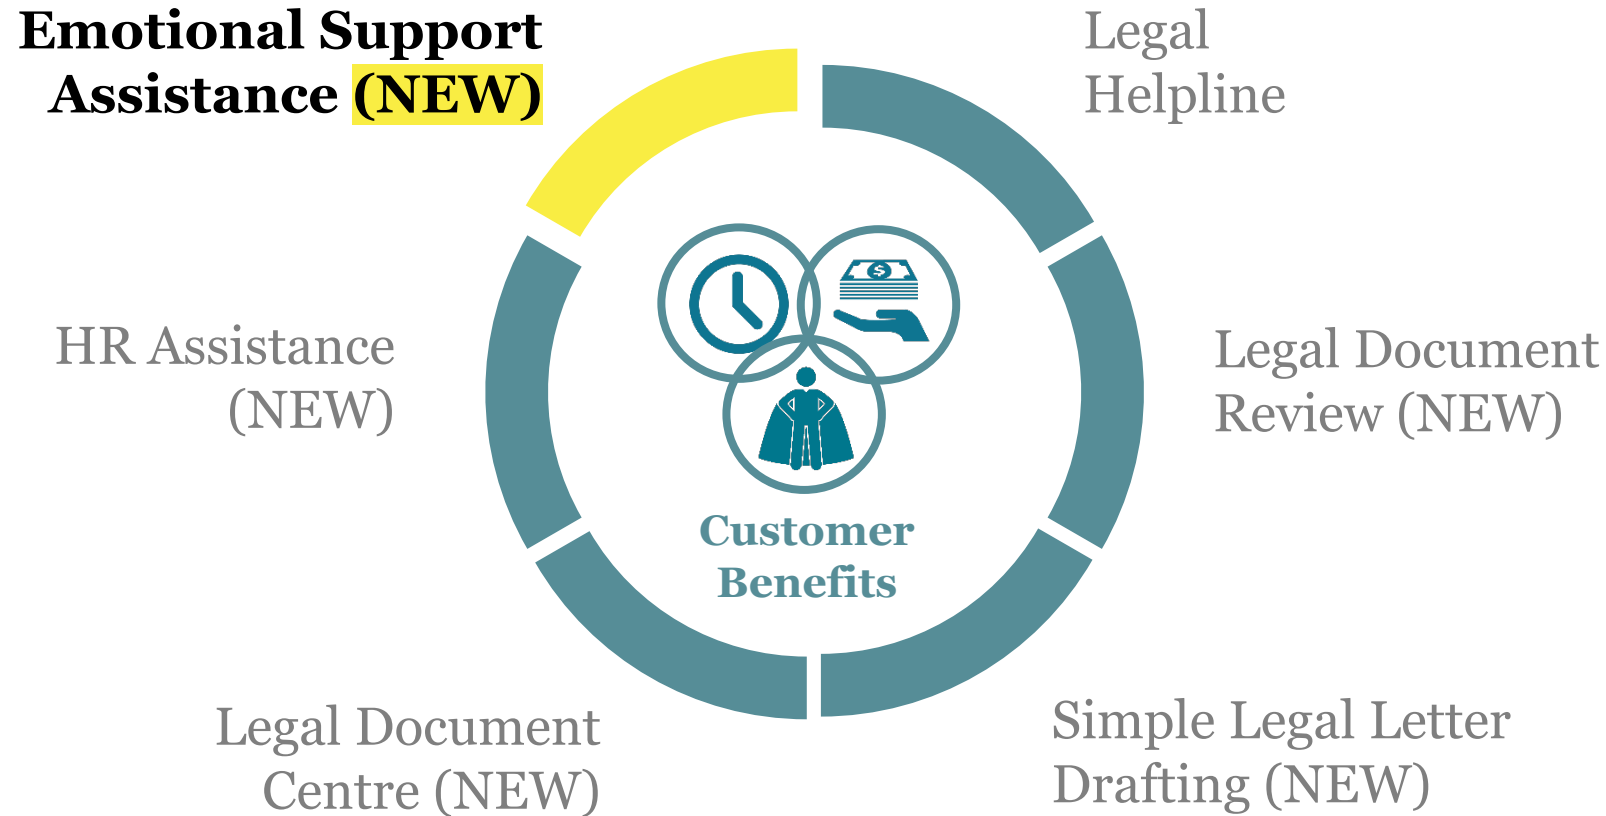 Emotional Support
Assistance (NEW)
Legal
Helpline
HR Assistance
(NEW)
Legal Document
Review (NEW)
$
Customer
Benefits
Legal Document
Centre (NEW)
Simple Legal Letter
Drafting (NEW)